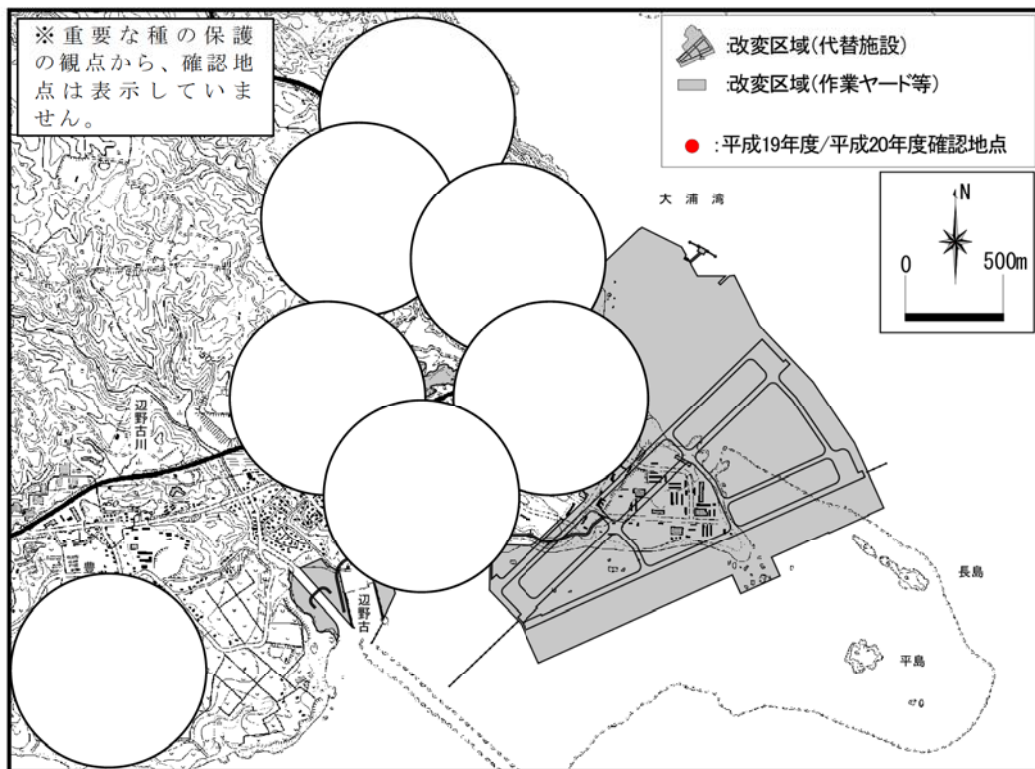 ※重要な種の保護
の観点から、確認地
点は表示していま
せん。
:改変区域(代替施設)
:改変区域(作業ヤード等)
:平成19年度/平成20年度確認地点
大浦湾
N
0 500m
辺野古川
豊
辺野古
長島
平島